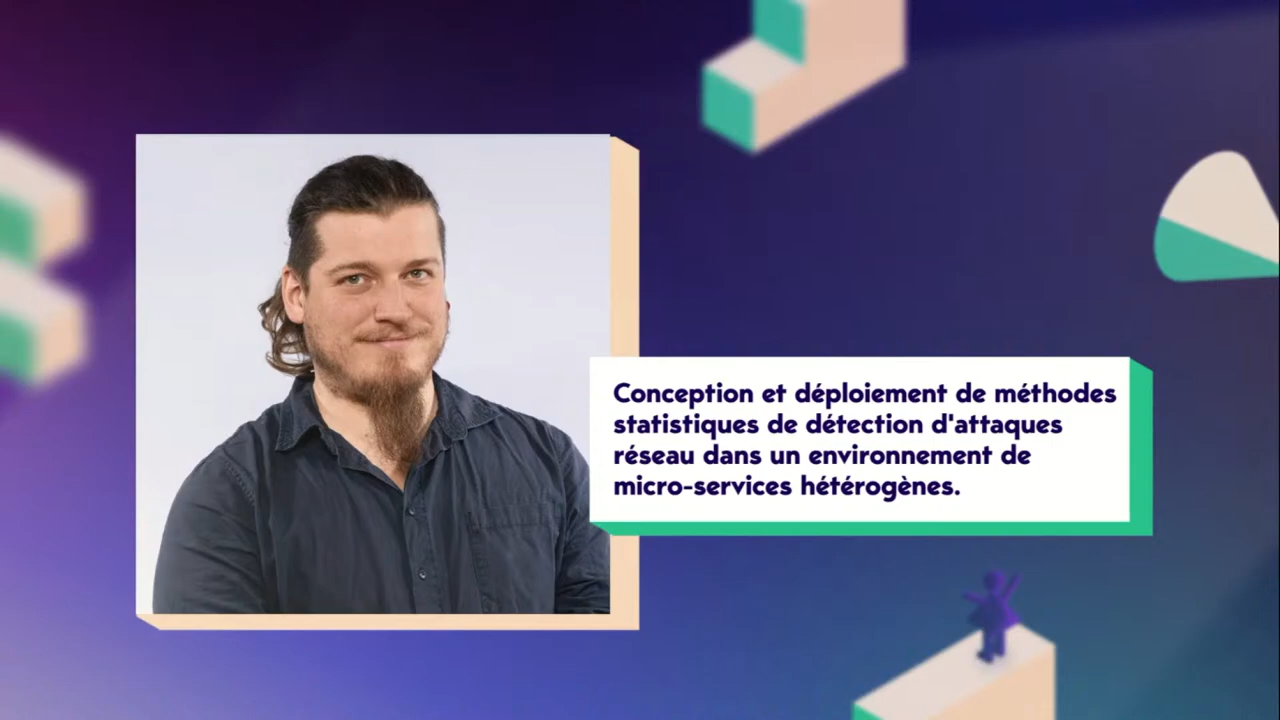 Conception et déploiement de méthodes
statistiques de détection d'attaques
réseau dans un environnement de
micro-services hétérogènes.